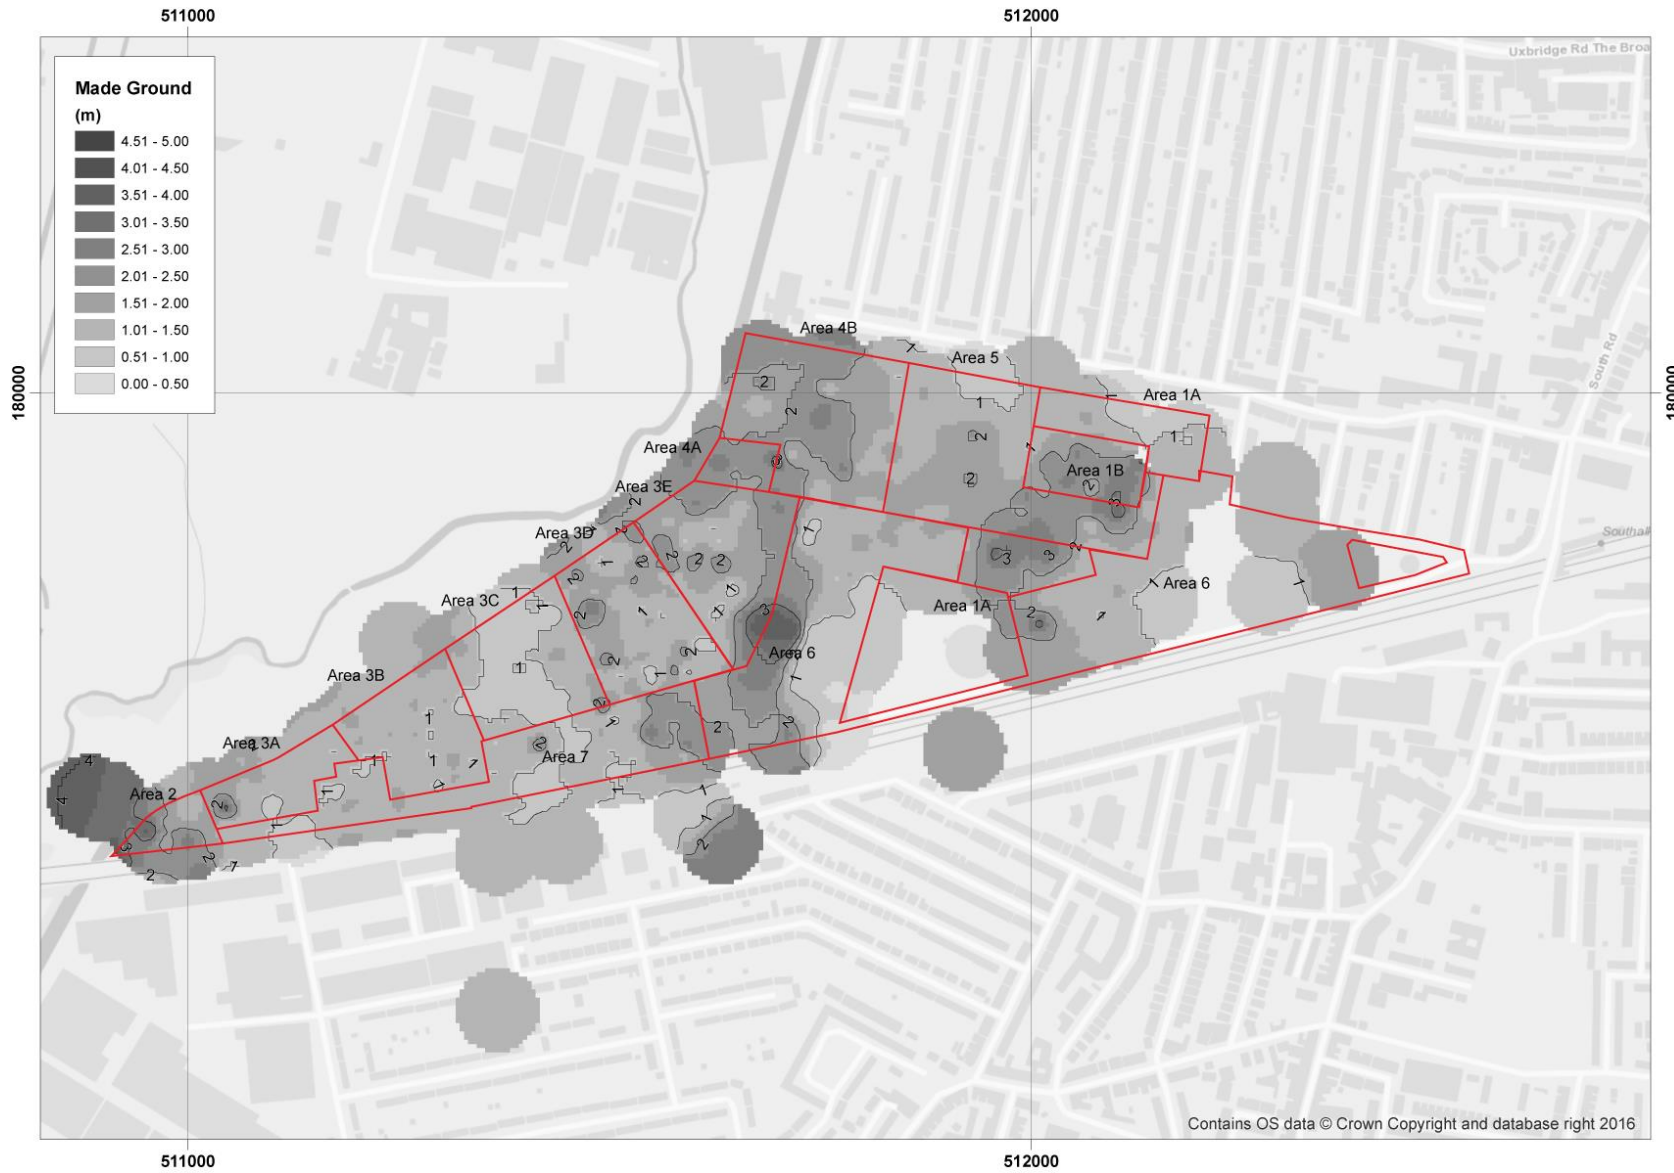 511000
512000
Uxbridge Rd The Broa
Made Ground
(m)
4.51 - 5.00
4.01 - 4.50
3.51 - 4.00
3.01 - 3.50
2.51 - 3.00
2.01 - 2.50
1.51 - 2.00
1.01 - 1.50
0.51 - 1.00
0.00 - 0.50
180000
180000
South Rd
Southall
Area 4B
Area 5
Area 1A
Area 4A
Area 1B
Area 3E
Area 3D
Area 6
Area 3C
Area 1A
Area 6
Area 3B
Area 3A
Area 7
Area 2
Contains OS data © Crown Copyright and database right 2016
511000
512000